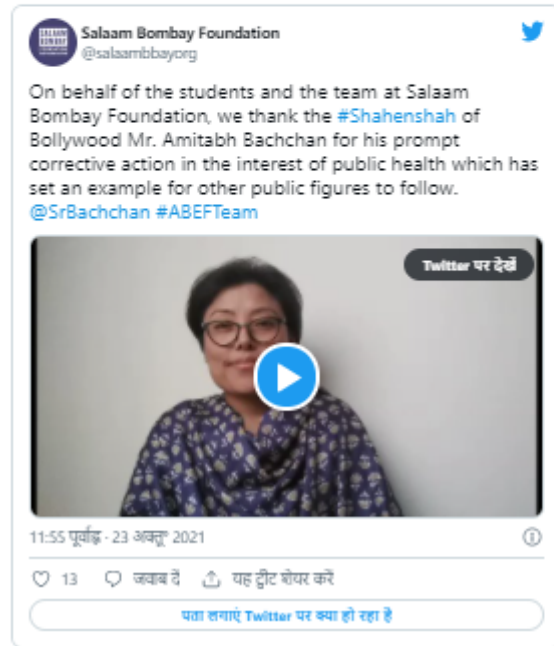 Salaam Bombay Foundation
@salaambbayorg
On behalf of the students and the team at Salaam
Bombay Foundation, we thank the #Shahenshah of
Bollywood Mr. Amitabh Bachchan for his prompt
corrective action in the interest of public health which has
set an example for other public figures to follow.
@SrBachchan #ABEFTeam
Twitter पर देखें
11:55 पूर्वाह्न · 23 अक्तू॰ 2021
13 जवाब दें यह ट्वीट शेयर करें
पता लगाएं Twitter पर क्या हो रहा है